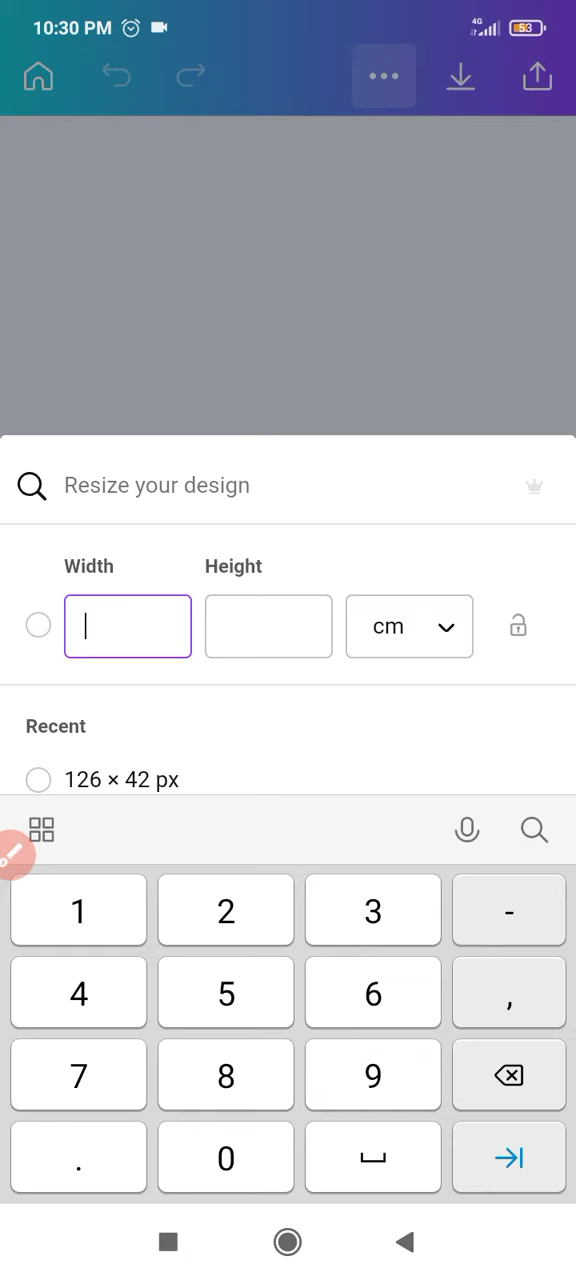 10:30 PM 4G 53
Resize your design
Width Height
cm
Recent
126 × 42 px
1 2 3 -
4 5 6 ,
7 8 9
. 0